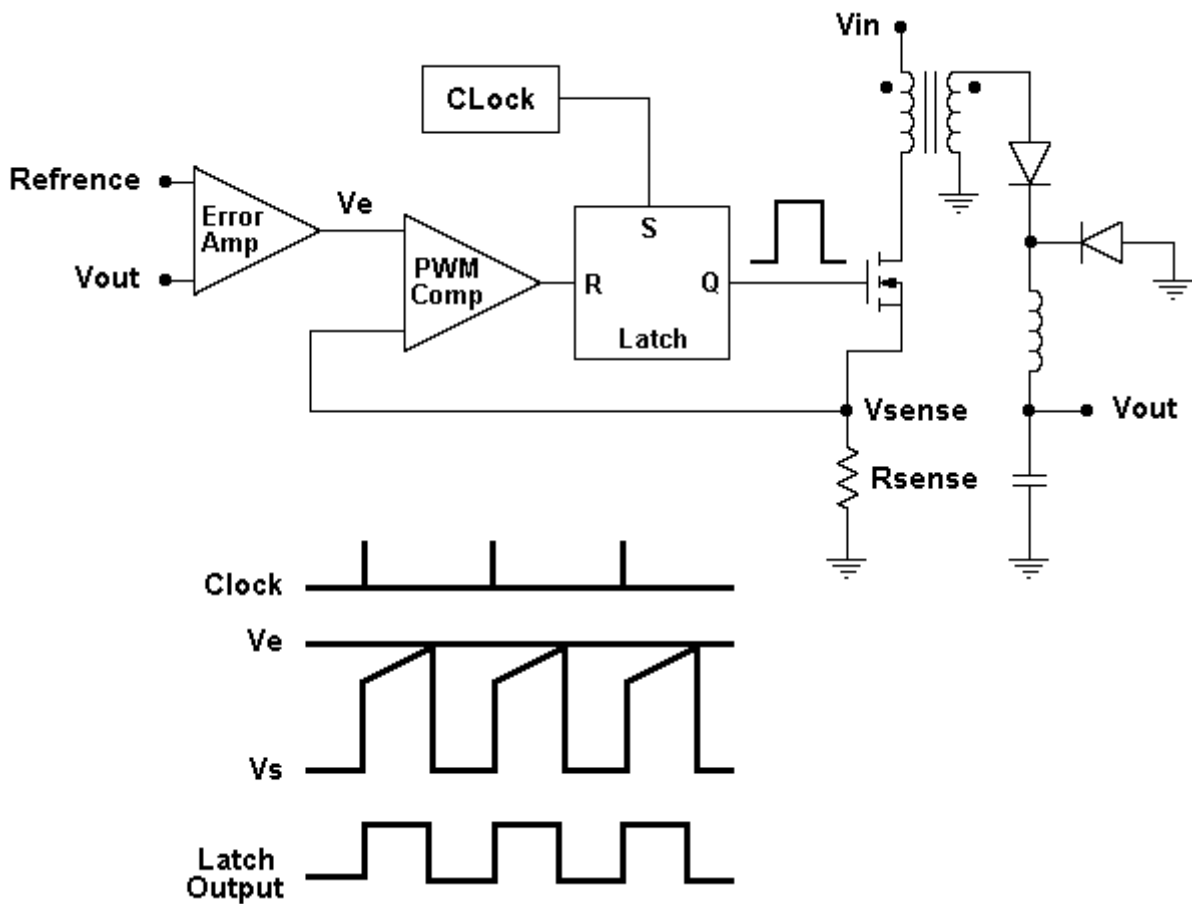 Vin
CLock
Refrence
Error
Amp
Ve
Vout
PWM
Comp
S
R
Q
Latch
Vsense
Vout
Rsense
Clock
Ve
Vs
Latch
Output